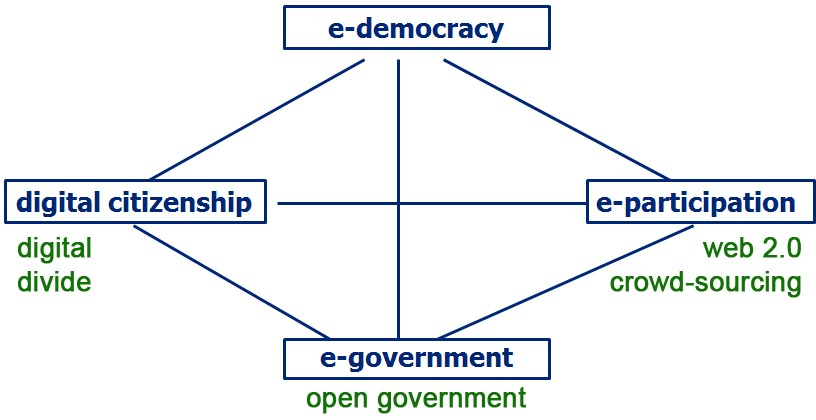 e-democracy
digital citizenship
e-participation
digital
divide
web 2.0
crowd-sourcing
e-government
open government